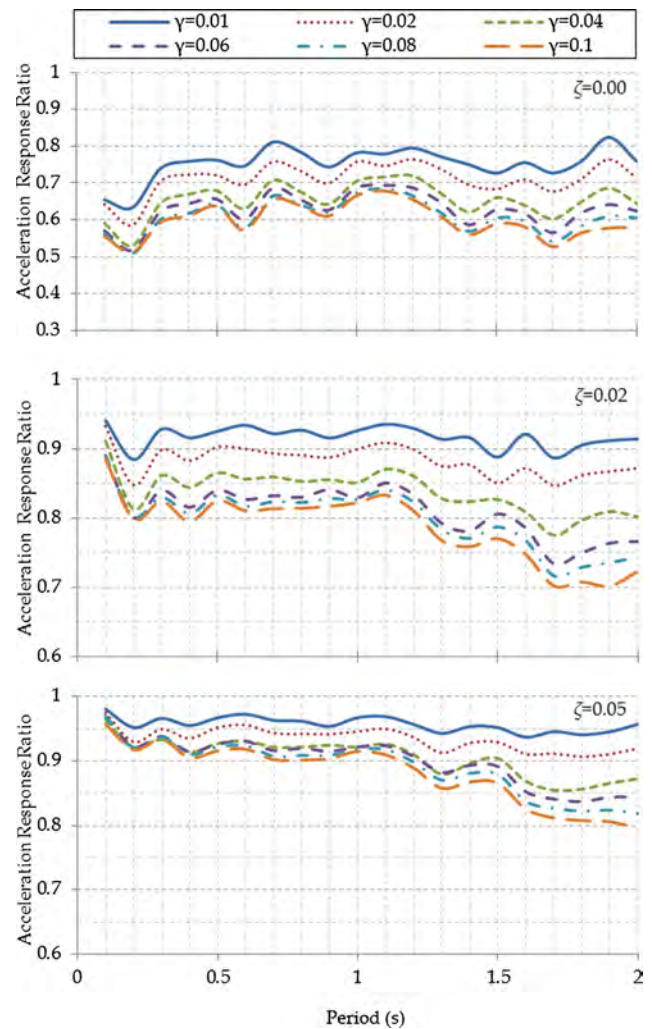 γ=0.01 γ=0.02 γ=0.04
γ=0.06 γ=0.08 γ=0.1
Acceleration Response Ratio
1
0.9
0.8
0.7
0.6
0.5
0.4
0.3
ζ=0.00
Acceleration Response Ratio
1
0.9
0.8
0.7
0.6
ζ=0.02
Acceleration Response Ratio
1
0.9
0.8
0.7
0.6
ζ=0.05
0 0.5 1 1.5 2
Period (s)